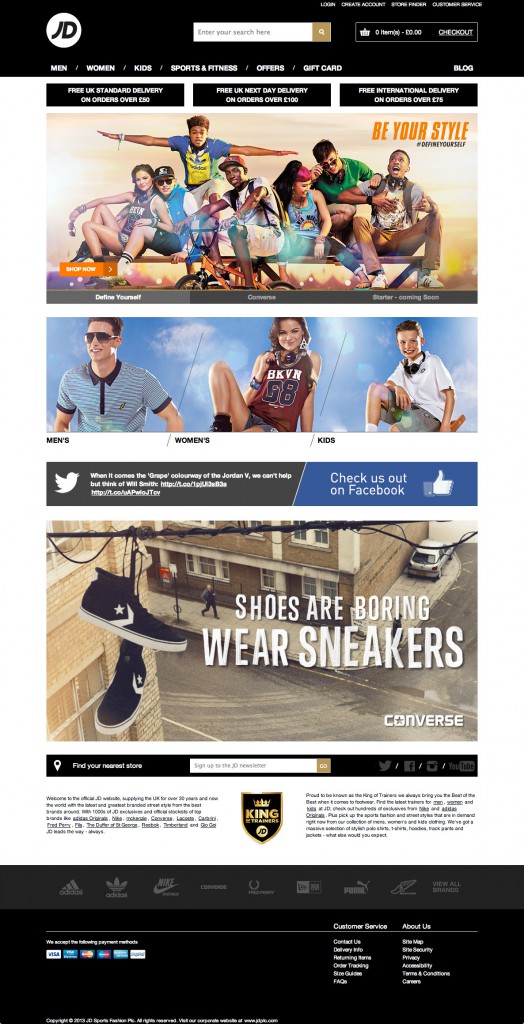 LOGIN CREATE ACCOUNT STORE FINDER CUSTOMER SERVICE
JD
Enter your search here
0 item(s) - £0.00 CHECKOUT
MEN / WOMEN / KIDS / SPORTS & FITNESS / OFFERS / GIFT CARD BLOG
FREE UK STANDARD DELIVERY
ON ORDERS OVER £50
FREE UK NEXT DAY DELIVERY
ON ORDERS OVER £100
FREE INTERNATIONAL DELIVERY
ON ORDERS OVER £75
BE YOUR STYLE
#DEFINEYOURSELF
BKVN
SHOP NOW
Define Yourself Converse Starter - coming Soon
BKVN
68
MEN'S WOMEN'S KIDS
When it comes the 'Grape' colourway of the Jordan V, we can't help
but think of Will Smith:
Check us out
on Facebook
SHOES ARE BORING
WEAR SNEAKERS
CONVERSE
Find your nearest store
Sign up to the JD newsletter GO
/ / / YouTube
Welcome to the official JD website, supplying the UK for over 30 years and now
the world with the latest and greatest branded street style from the best
brands around. With 1000s of JD exclusives and official stockists of top
brands like adidas Originals, Nike, mckenzie, Converse, Lacoste, Carbrini,
Fred Perry, Fila, The Duffer of St George, Reebok, Timberland and Gio Goi
JD leads the way - always.
KING
OF TRAINERS
JD
Proud to be known as the King of Trainers we always bring you the Best of the
Best when it comes to footwear. Find the latest trainers for men, women and
kids at JD; check out hundreds of exclusives from Nike and adidas
Originals. Plus pick up the sports fashion and street styles that are in demand
right now from our collection of mens, women's and kids clothing. We've got a
massive selection of stylish polo shirts, t-shirts, hoodies, track pants and
jackets - what else would you expect.
adidas adidas NIKE CONVERSE FRED PERRY NEW ERA PUMA VIEW ALL
BRANDS
Customer Service About Us
We accept the following payment methods
VISA
Contact Us Site Map
Delivery Info Site Security
Returning Items Privacy
Order Tracking Accessibility
Size Guides Terms & Conditions
FAQs Careers
Copyright © 2013 JD Sports Fashion Plc. All rights reserved. Visit our corporate website at www.jdplc.com